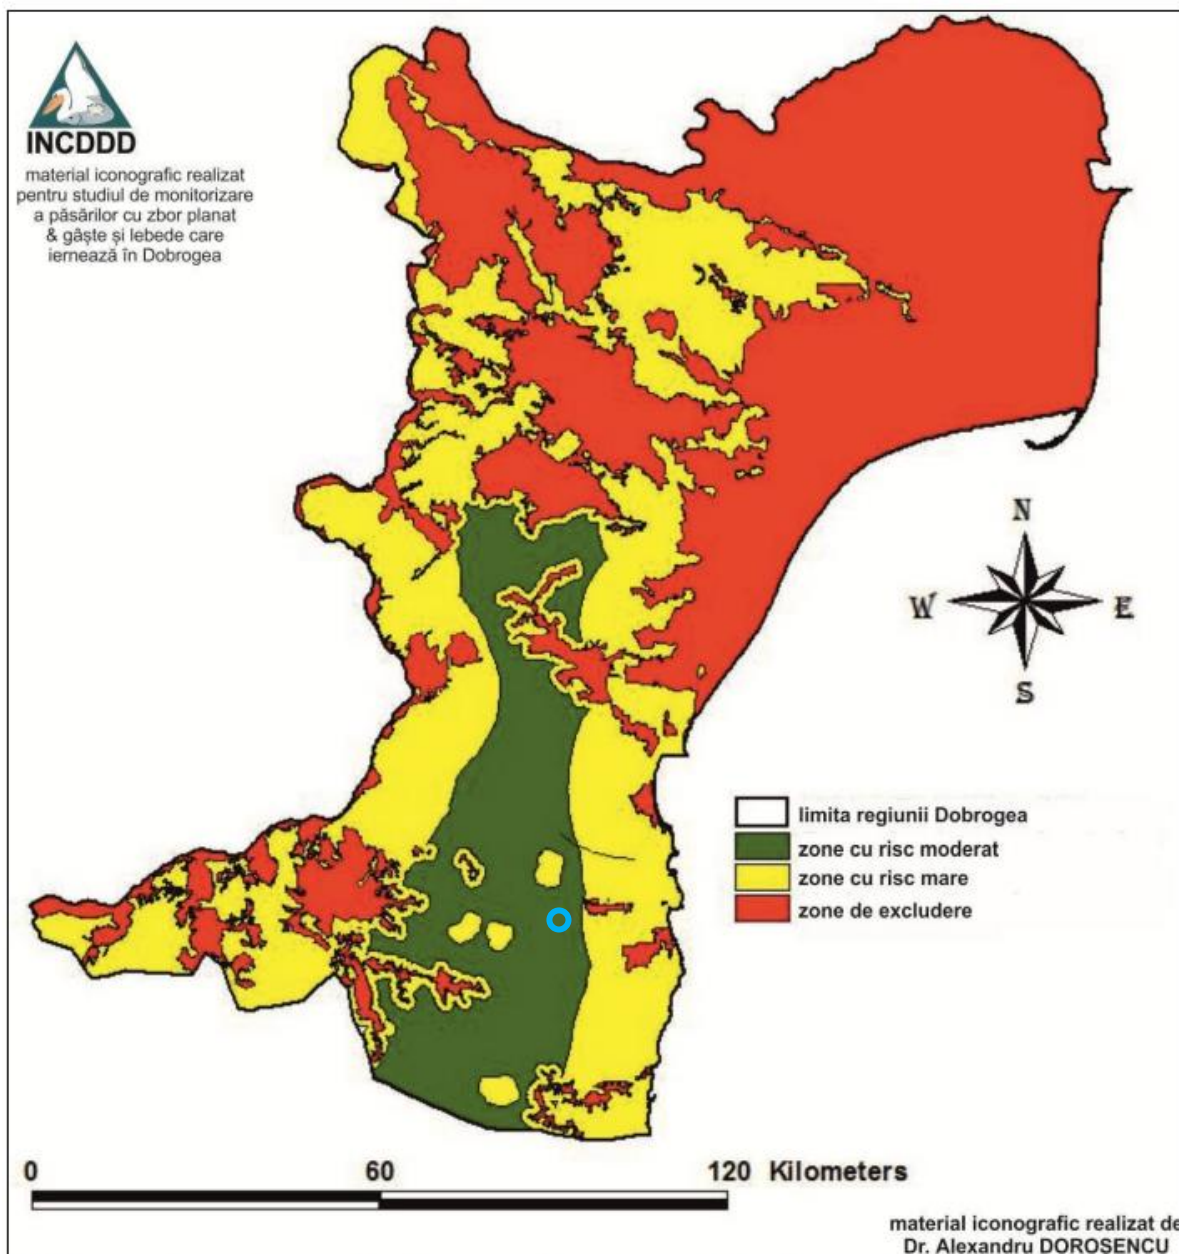 INCDDD
material iconografic realizat
pentru studiul de monitorizare
a păsărilor cu zbor planat
& gâște și lebede care
iernează în Dobrogea
N
W
E
S
limita regiunii Dobrogea
zone cu risc moderat
zone cu risc mare
zone de excludere
0 60 120 Kilometers
material iconografic realizat de
Dr. Alexandru DOROȘENCU